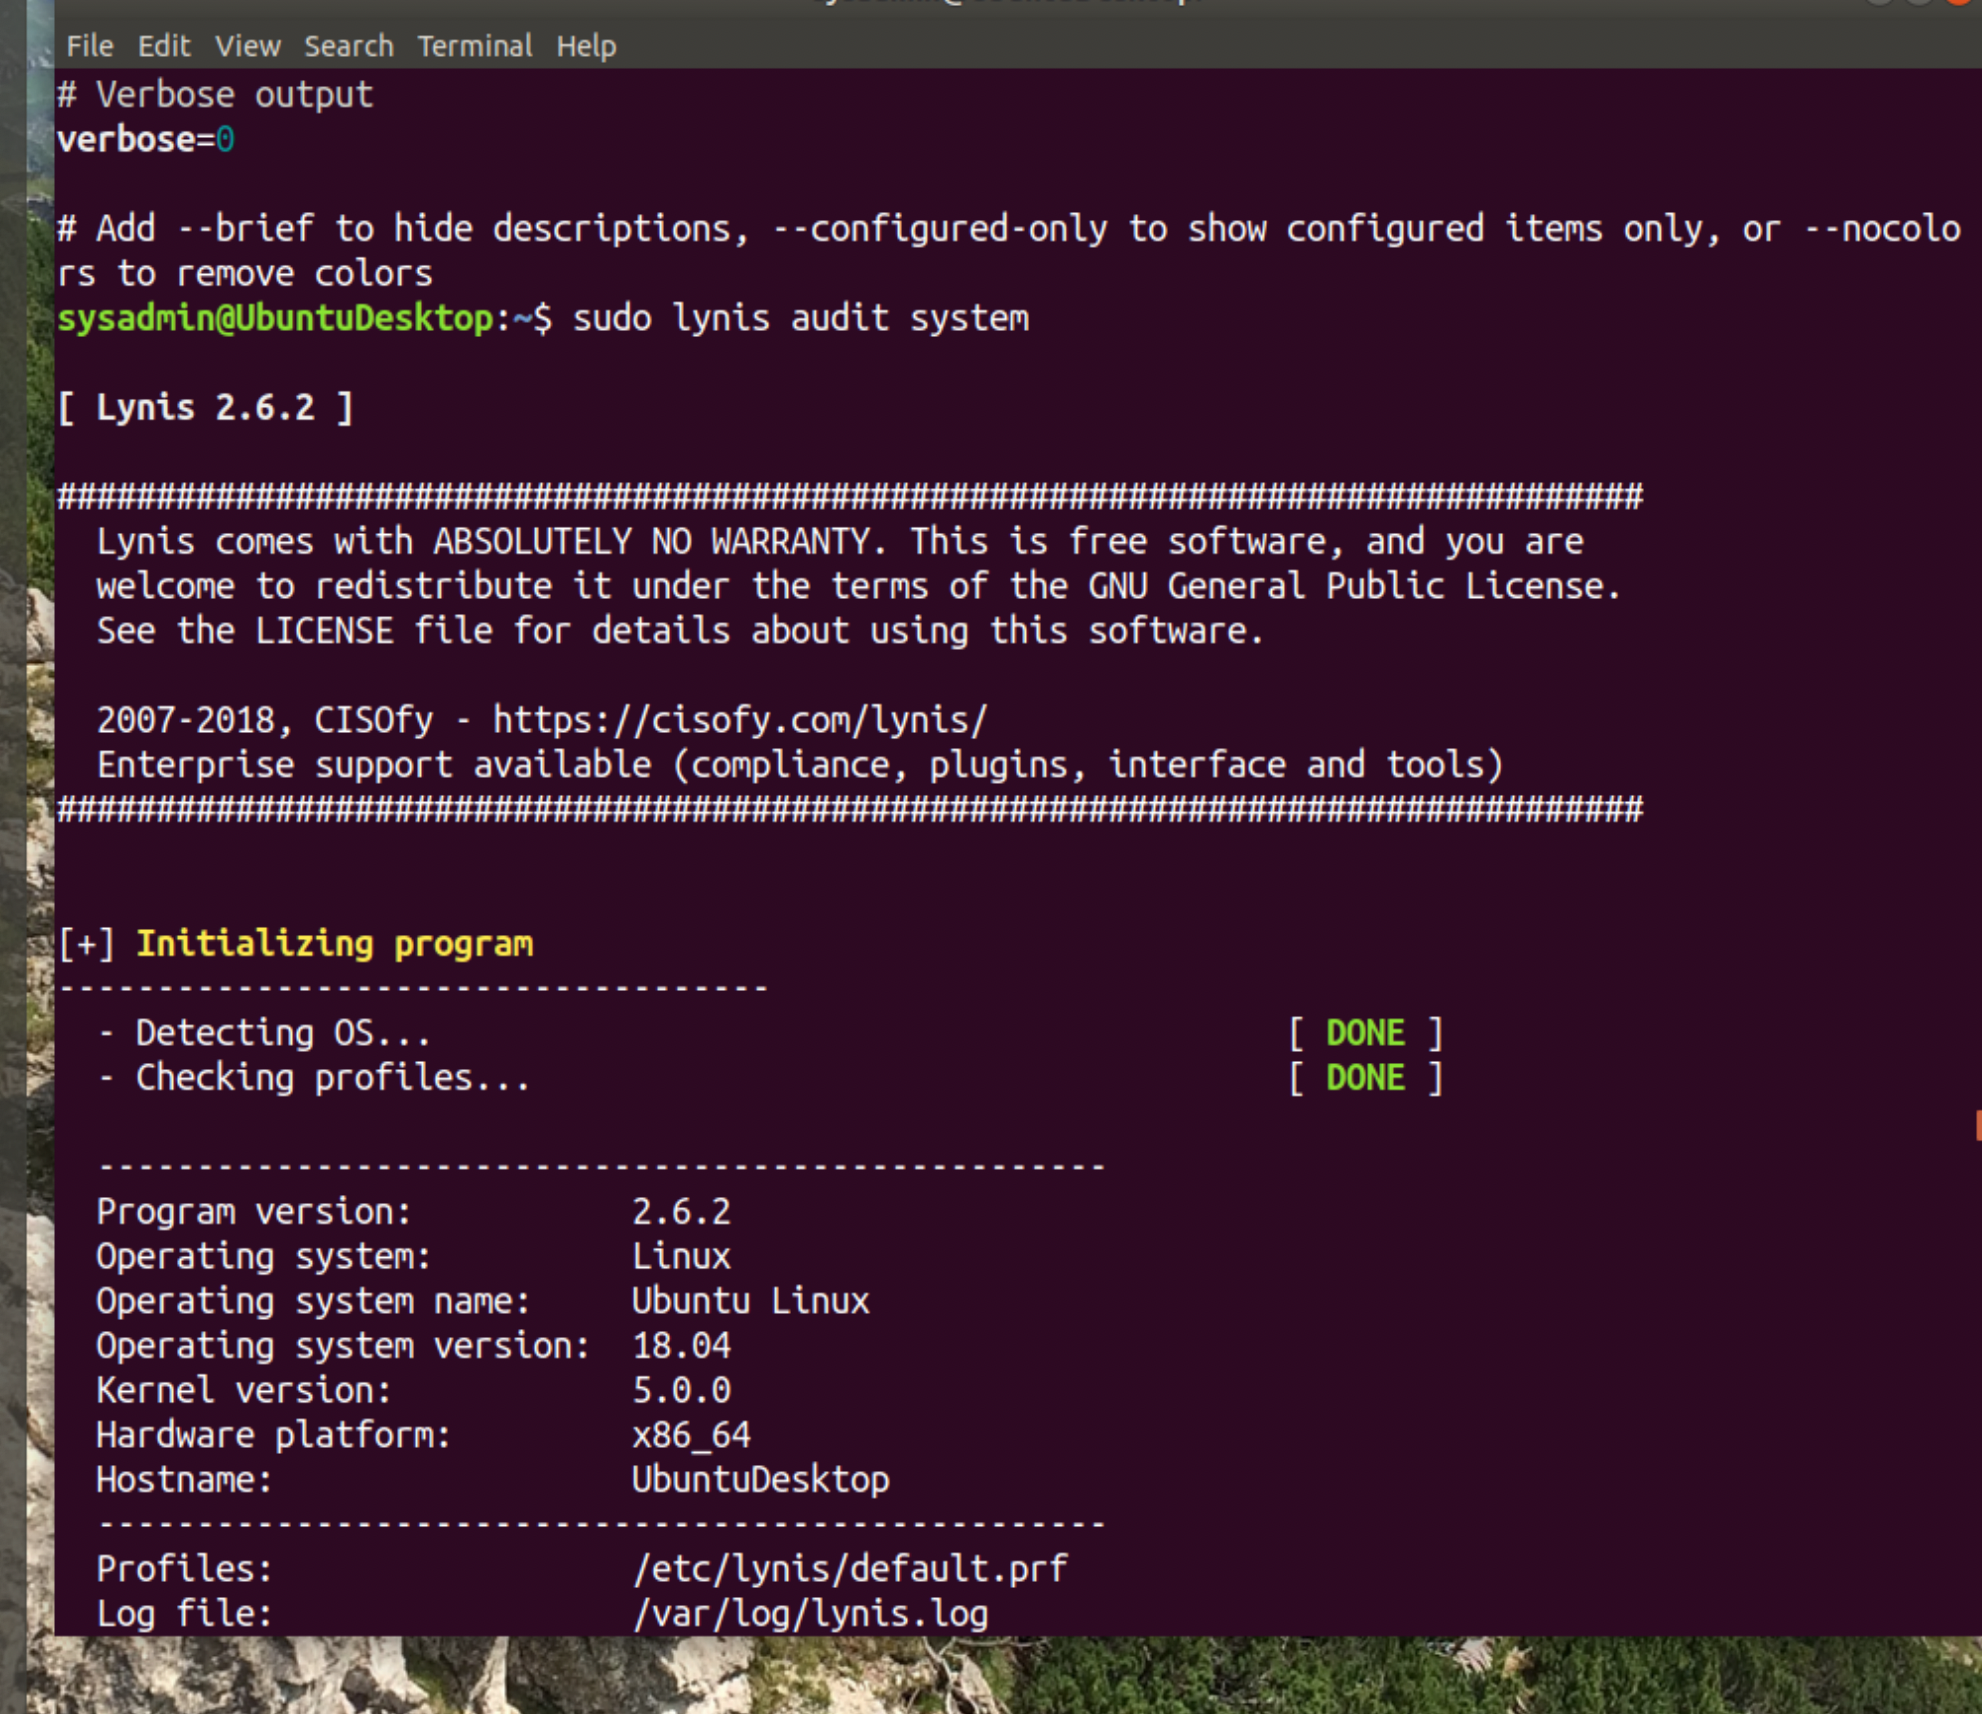 File Edit View Search Terminal Help
# Verbose output
verbose=0
# Add --brief to hide descriptions, --configured-only to show configured items only, or --nocolo
rs to remove colors
sysadmin@UbuntuDesktop:~$ sudo lynis audit system
[ Lynis 2.6.2 ]
################################################################################
Lynis comes with ABSOLUTELY NO WARRANTY. This is free software, and you are
welcome to redistribute it under the terms of the GNU General Public License.
See the LICENSE file for details about using this software.
2007-2018, CISOfy - https://cisofy.com/lynis/
Enterprise support available (compliance, plugins, interface and tools)
################################################################################
[+] Initializing program
------------------------------------
- Detecting OS... [ DONE ]
- Checking profiles... [ DONE ]
---------------------------------------------------
Program version: 2.6.2
Operating system: Linux
Operating system name: Ubuntu Linux
Operating system version: 18.04
Kernel version: 5.0.0
Hardware platform: x86_64
Hostname: UbuntuDesktop
---------------------------------------------------
Profiles: /etc/lynis/default.prf
Log file: /var/log/lynis.log